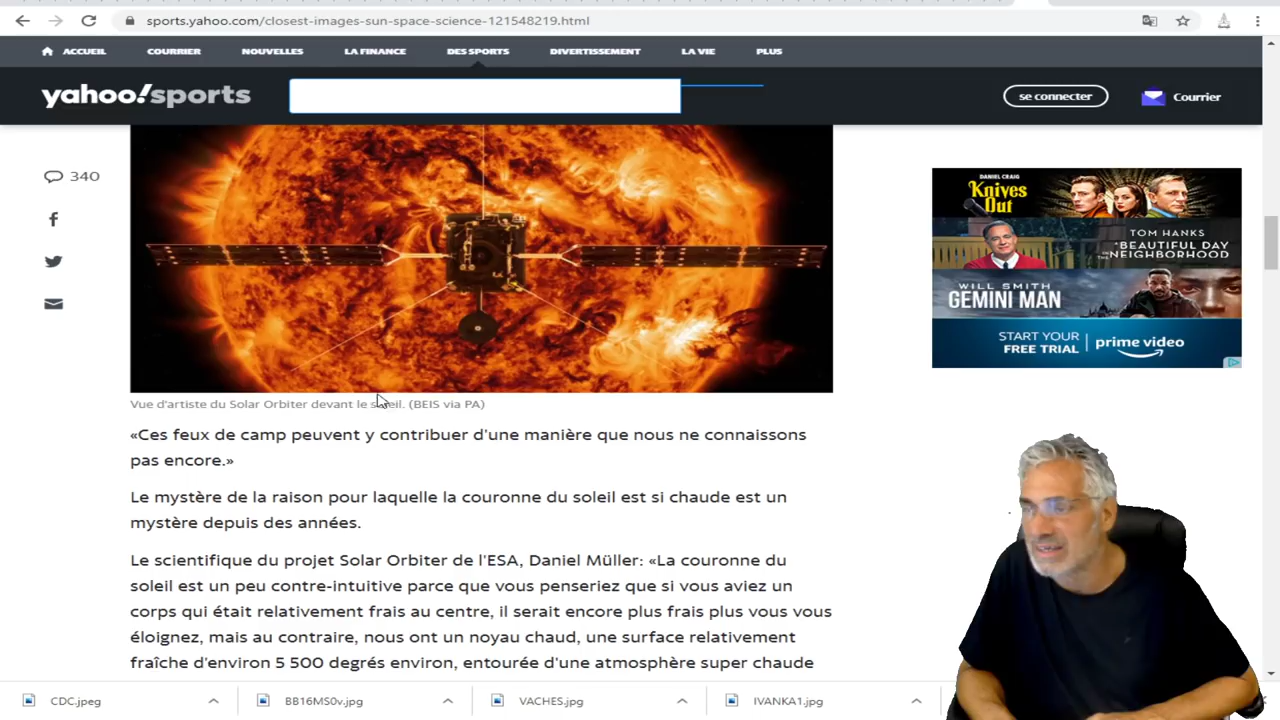 sports.yahoo.com/closest-images-sun-space-science-121548219.html
ACCUEIL COURRIER NOUVELLES LA FINANCE DES SPORTS DIVERTISSEMENT LA VIE PLUS
yahoo!sports
se connecter
Courrier
340
DANIEL CRAIG
Knives
Out
TOM HANKS
A BEAUTIFUL DAY
IN THE NEIGHBORHOOD
WILL SMITH
GEMINI MAN
START YOUR
FREE TRIAL
prime video
Vue d'artiste du Solar Orbiter devant le soleil. (BEIS via PA)
«Ces feux de camp peuvent y contribuer d'une manière que nous ne connaissons
pas encore.»
Le mystère de la raison pour laquelle la couronne du soleil est si chaude est un
mystère depuis des années.
Le scientifique du projet Solar Orbiter de l'ESA, Daniel Müller: «La couronne du
soleil est un peu contre-intuitive parce que vous penseriez que si vous aviez un
corps qui était relativement frais au centre, il serait encore plus frais plus vous vous
éloignez, mais au contraire, nous ont un noyau chaud, une surface relativement
fraîche d'environ 5 500 degrés environ, entourée d'une atmosphère super chaude
CDC.jpeg
BB16MS0v.jpg
VACHES.jpg
IVANKA1.jpg